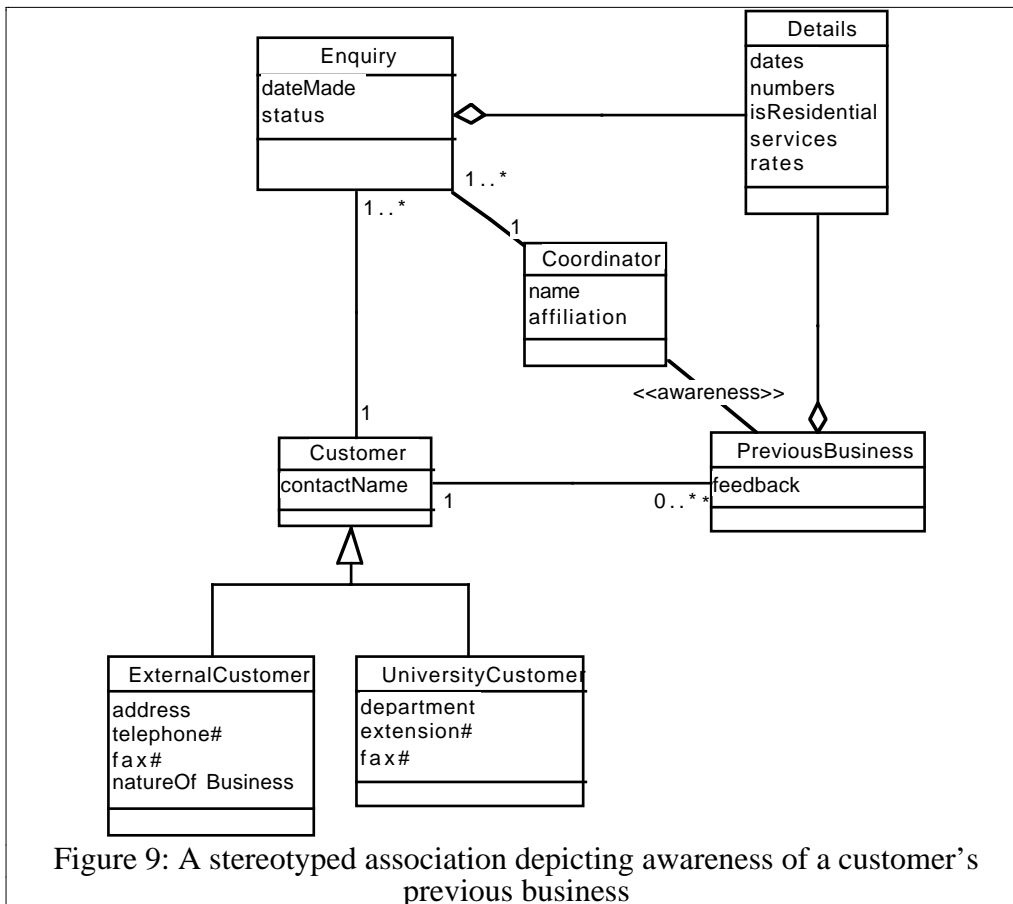 Details
dates
numbers
isResidential
services
rates
Enquiry
dateMade
status
1..*
1..*
1
Coordinator
name
affiliation
<<awareness>>
1
Customer
contactName
1
0..* *
PreviousBusiness
feedback
ExternalCustomer
address
telephone#
fax#
natureOf Business
UniversityCustomer
department
extension#
fax#
Figure 9: A stereotyped association depicting awareness of a customer’s
previous business